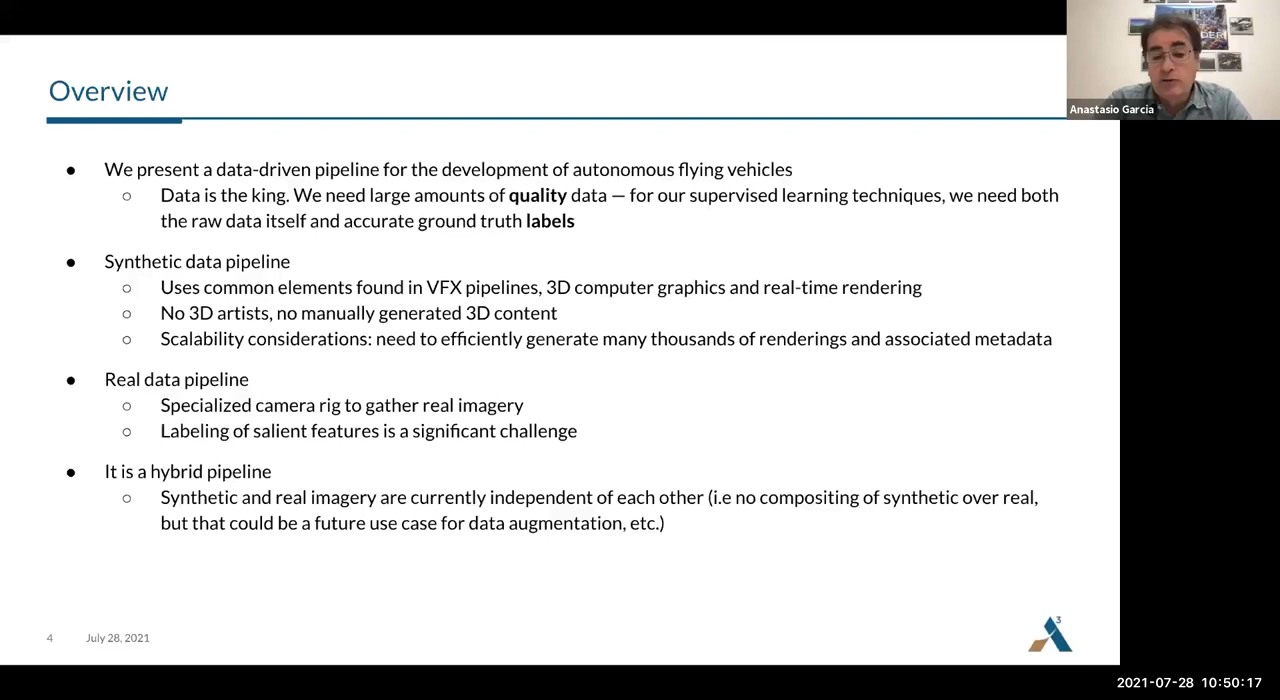 Overview
DER
Anastasio Garcia
● We present a data-driven pipeline for the development of autonomous flying vehicles
○ Data is the king. We need large amounts of quality data — for our supervised learning techniques, we need both
the raw data itself and accurate ground truth labels
● Synthetic data pipeline
○ Uses common elements found in VFX pipelines, 3D computer graphics and real-time rendering
○ No 3D artists, no manually generated 3D content
○ Scalability considerations: need to efficiently generate many thousands of renderings and associated metadata
● Real data pipeline
○ Specialized camera rig to gather real imagery
○ Labeling of salient features is a significant challenge
● It is a hybrid pipeline
○ Synthetic and real imagery are currently independent of each other (i.e no compositing of synthetic over real,
but that could be a future use case for data augmentation, etc.)
4 July 28, 2021
3
2021-07-28 10:50:17